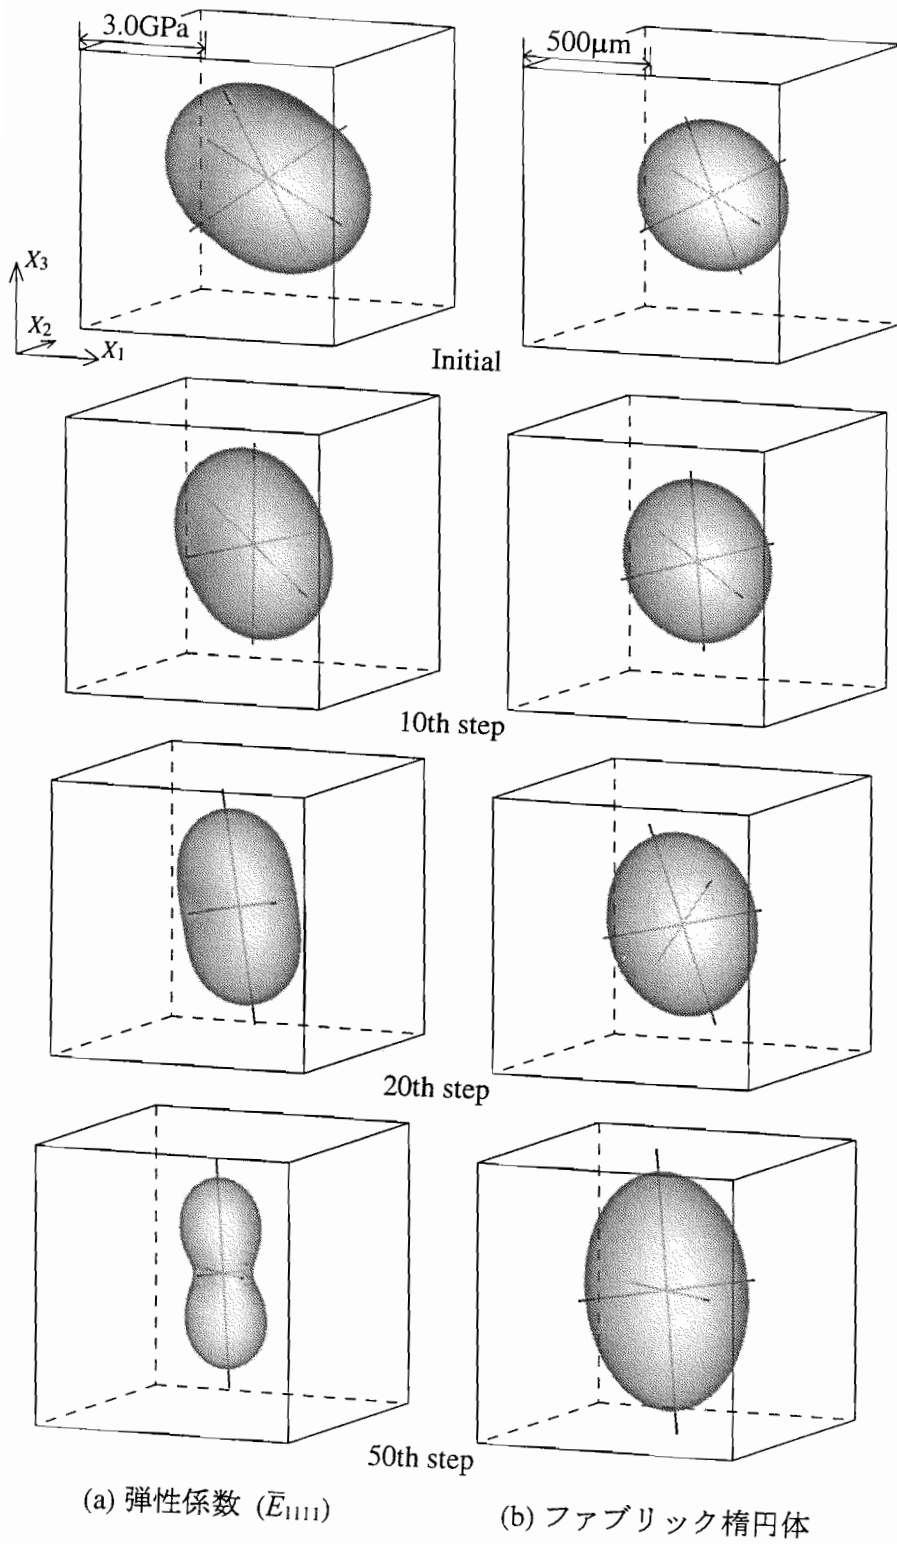 3.0GPa
500μm
X3
X2
X1
Initial
10th step
20th step
50th step
(a) 弾性係数 (E̅1111)
(b) ファブリック楕円体